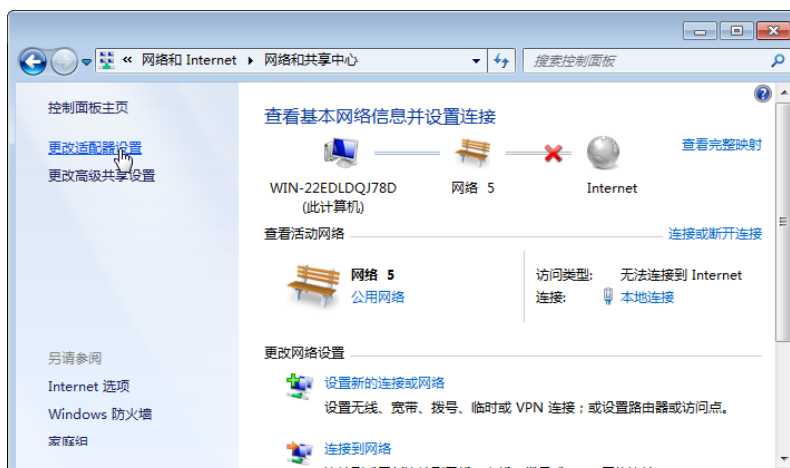 « 网络和 Internet ▸ 网络和共享中心
搜索控制面板
控制面板主页
更改适配器设置
更改高级共享设置
另请参阅
Internet 选项
Windows 防火墙
家庭组
查看基本网络信息并设置连接
查看完整映射
WIN-22EDLDQJ78D
(此计算机)
网络 5
Internet
查看活动网络
连接或断开连接
网络 5
公用网络
访问类型: 无法连接到 Internet
连接: 本地连接
更改网络设置
设置新的连接或网络
设置无线、宽带、拨号、临时或 VPN 连接；或设置路由器或访问点。
连接到网络